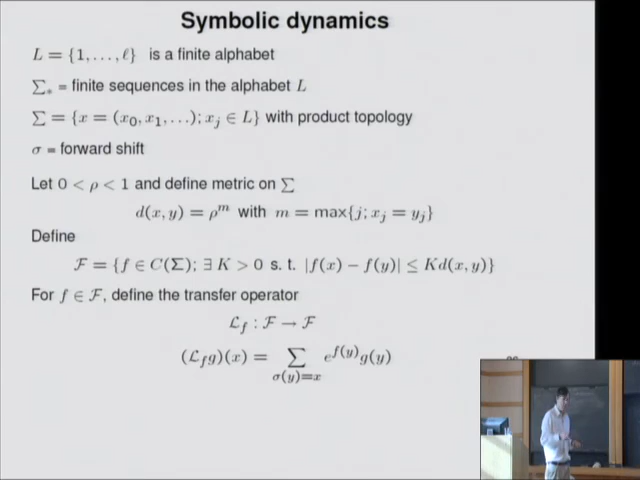 Symbolic dynamics
L = {1, . . . , ℓ} is a finite alphabet
Σ∗ = finite sequences in the alphabet L
Σ = {x = (x₀, x₁, . . .); xⱼ ∈ L} with product topology
σ = forward shift
Let 0 < ρ < 1 and define metric on Σ
d(x, y) = ρᵐ with m = max{j; xⱼ = yⱼ}
Define
ℱ = {f ∈ C(Σ); ∃ K > 0 s. t. |f(x) − f(y)| ≤ Kd(x, y)}
For f ∈ ℱ, define the transfer operator
ℒ_f : ℱ → ℱ
(ℒ_f g)(x) = ∑_{σ(y)=x} e^{f(y)} g(y)